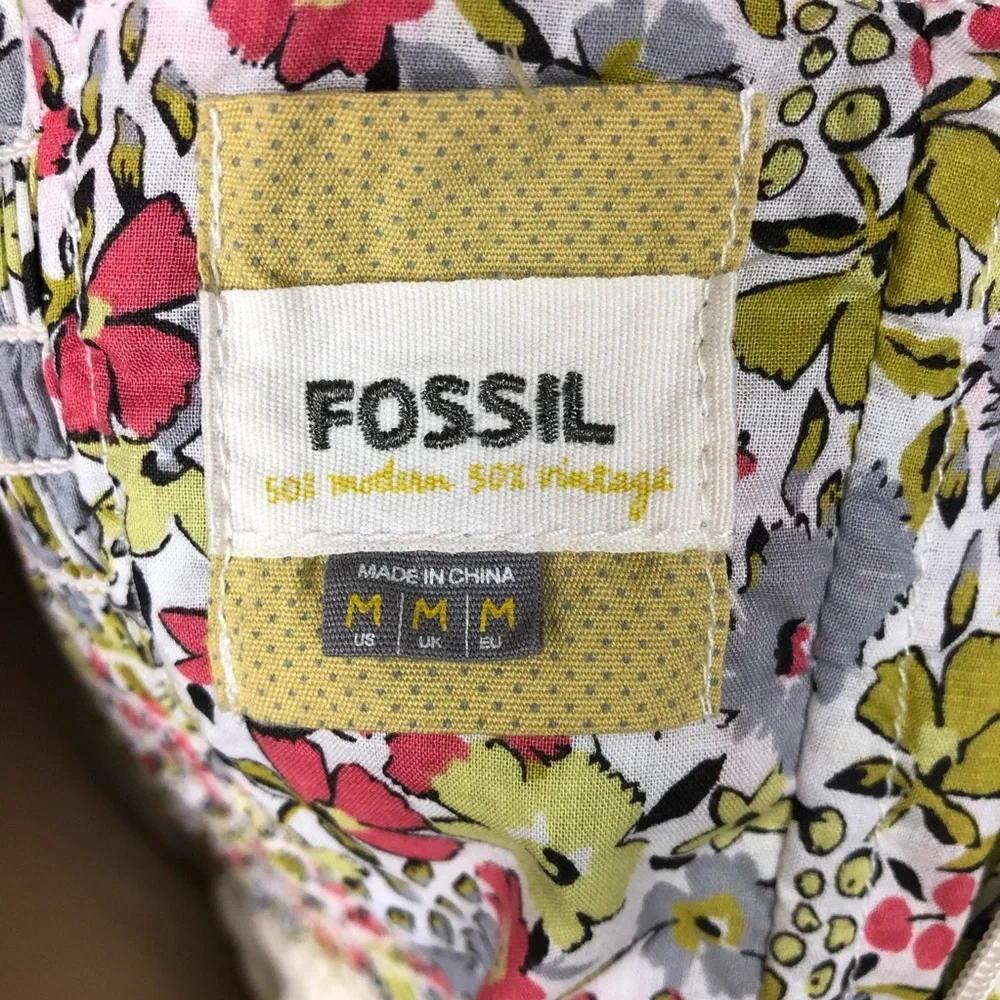 FOSSIL
50% modern 50% vintage
MADE IN CHINA
M M M
US UK EU